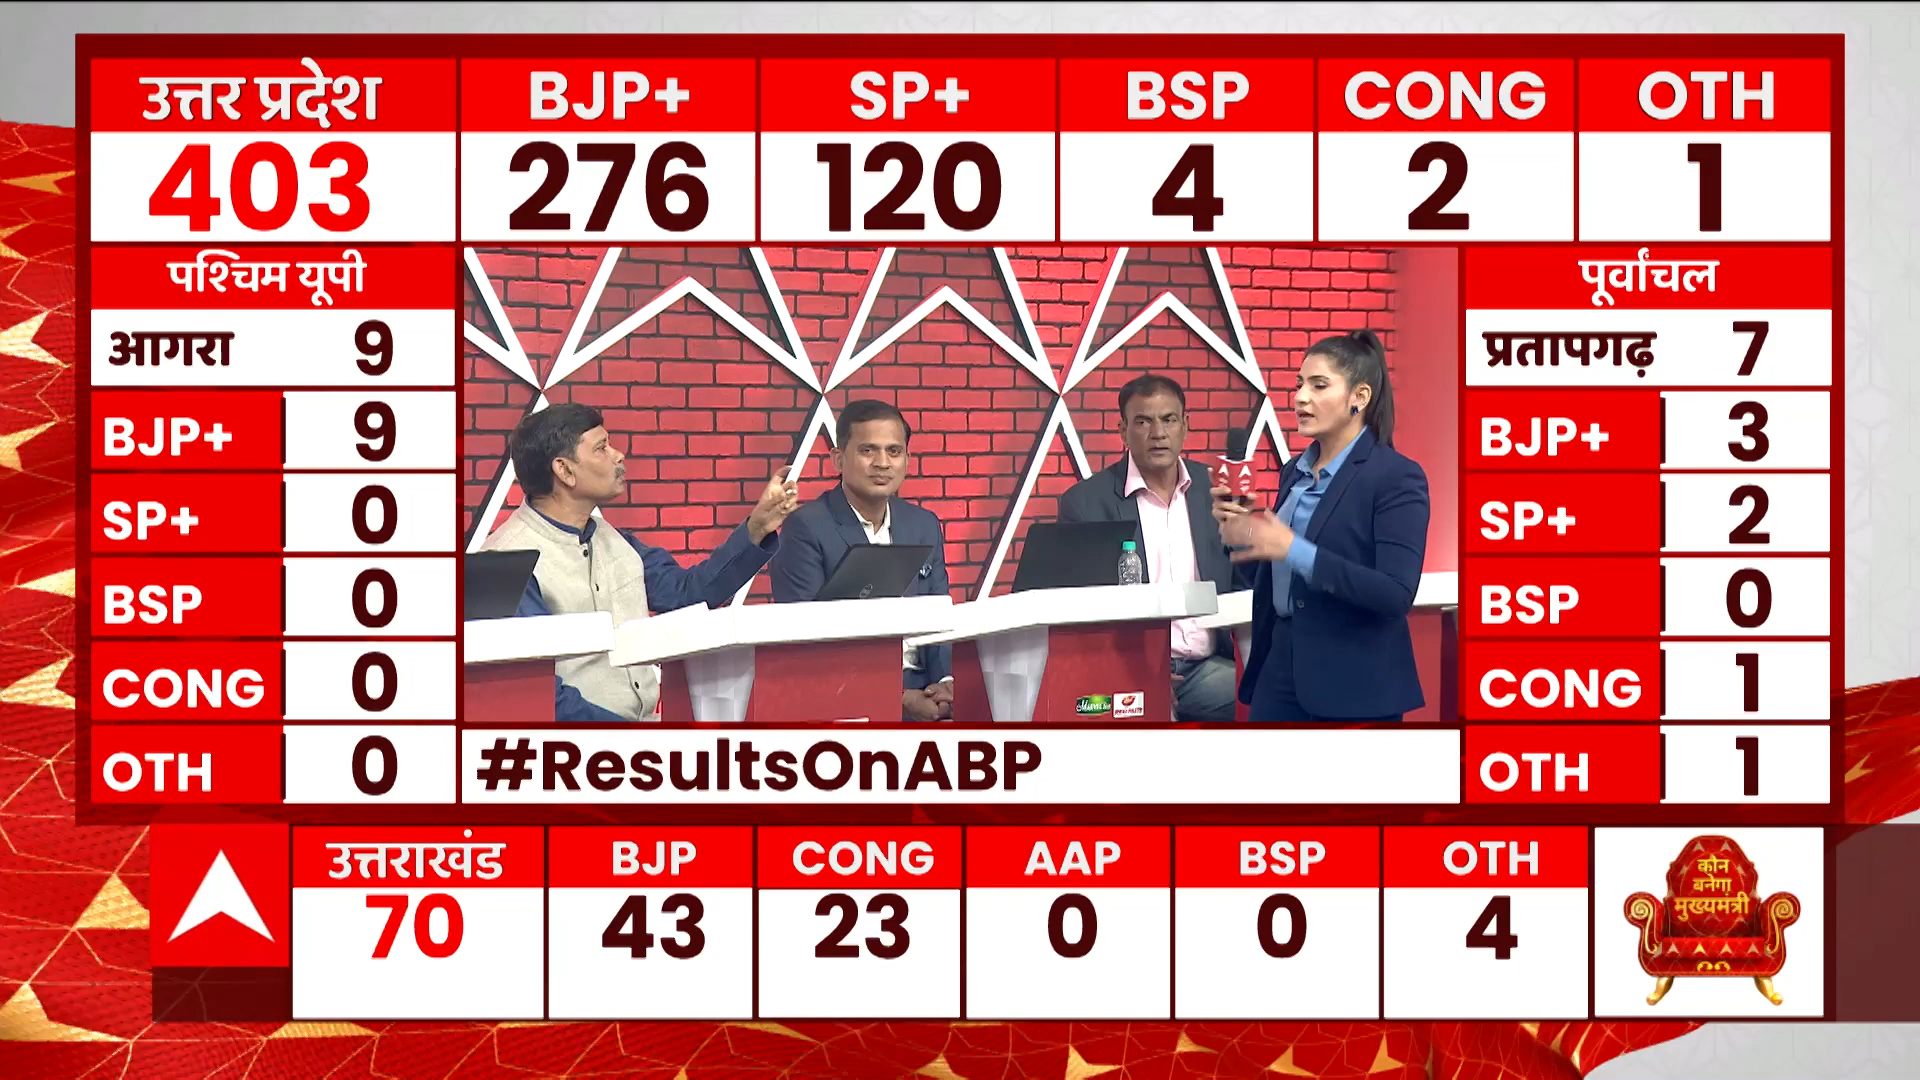 उत्तर प्रदेश BJP+ SP+ BSP CONG OTH
403 276 120 4 2 1
पश्चिम यूपी
आगरा 9
BJP+ 9
SP+ 0
BSP 0
CONG 0
OTH 0
पूर्वांचल
प्रतापगढ़ 7
BJP+ 3
SP+ 2
BSP 0
CONG 1
OTH 1
#ResultsOnABP
उत्तराखंड BJP CONG AAP BSP OTH
70 43 23 0 0 4
कौन
बनेगा
मुख्यमंत्री